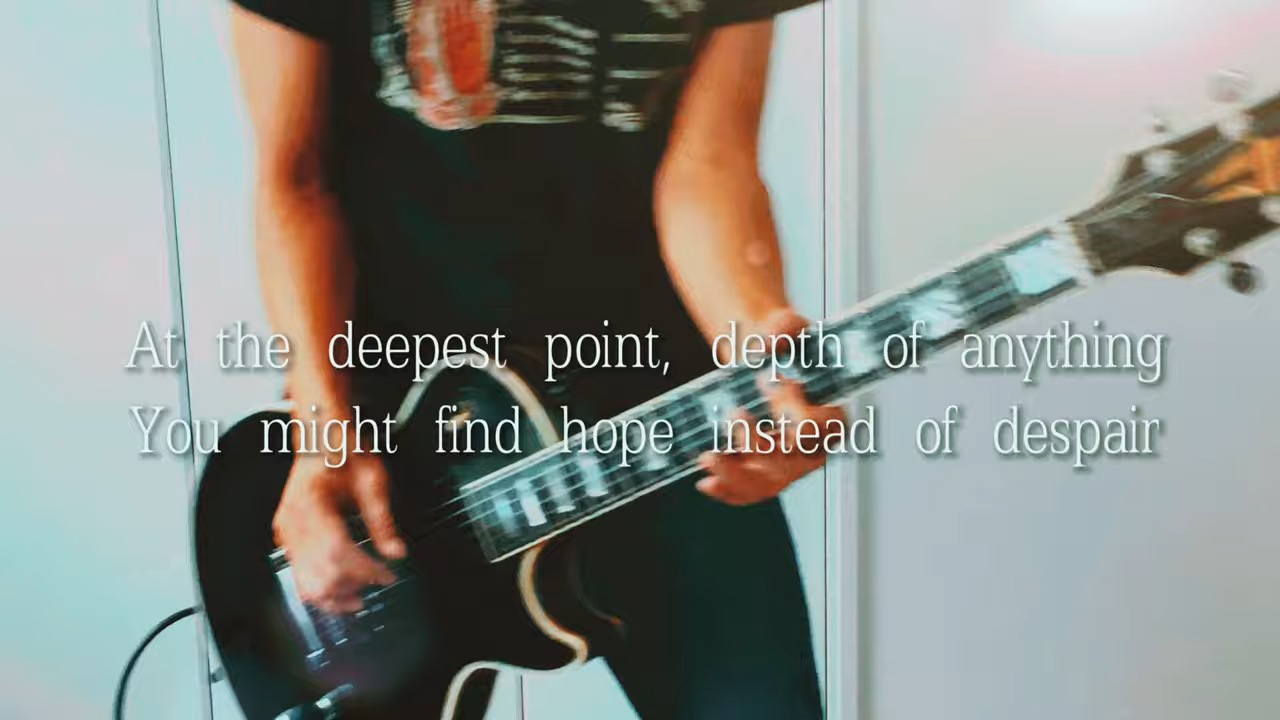 At the deepest point, depth of anything
You might find hope instead of despair